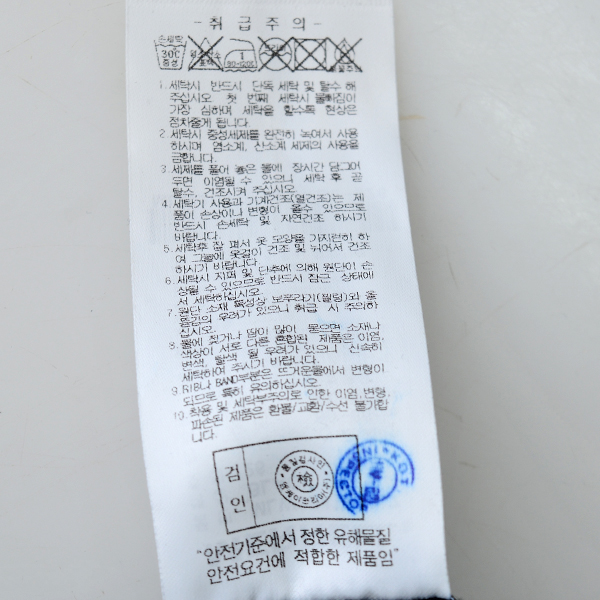 - 취 급 주 의 -
손세탁
30℃
중성
1.세탁시 반드시 단독 세탁 및 탈수 해
주십시오. 첫 번째 세탁시 물빠짐이
가장 심하며 세탁을 할수록 현상은
점차줄게 됩니다.
2.세탁시 중성세제를 완전히 녹여서 사용
하시며 염소계, 산소계 세제의 사용을
금합니다.
3.세제를 풀어 놓은 물에 장시간 담그어
두면 이염될 수 있으니 세탁 후 곧
탈수, 건조시켜 주십시오.
4.세탁기 사용과 기계건조(열건조)는 제
품이 손상이나 변형이 올수 있으므로
반드시 손세탁 및 자연건조 하시기
바랍니다.
5.세탁후 잘 펴서 옷 모양을 가지런히 하
여 그늘에 옷걸이 건조 및 뉘어서 건조
하시기 바랍니다.
6.세탁시 지퍼 및 단추에 의해 원단이 손
상될 수 있으므로 반드시 잠근 상태에
서 세탁하십시오.
7.원단 소재 특성상 보푸라기(필링)와 올
뜯김의 우려가 있으니 취급 시 주의하
십시오.
8.물에 젖거나 땀이 많이 묻으면 소재나
색상이 서로 다른 혼합된 제품은 이염,
변색, 탈색 될 우려가 있으니 신속히
세탁하여 주시기 바랍니다.
9.RIB나 BAND부분은 뜨거운물에서 변형이
되므로 특히 유의하십시오.
10.착용 및 세탁부주의로 인한 이염,변형,
파손된 제품은 환불/교환/수선 불가합
니다.
검
인
"안전기준에서 정한 유해물질
안전요건에 적합한 제품임"